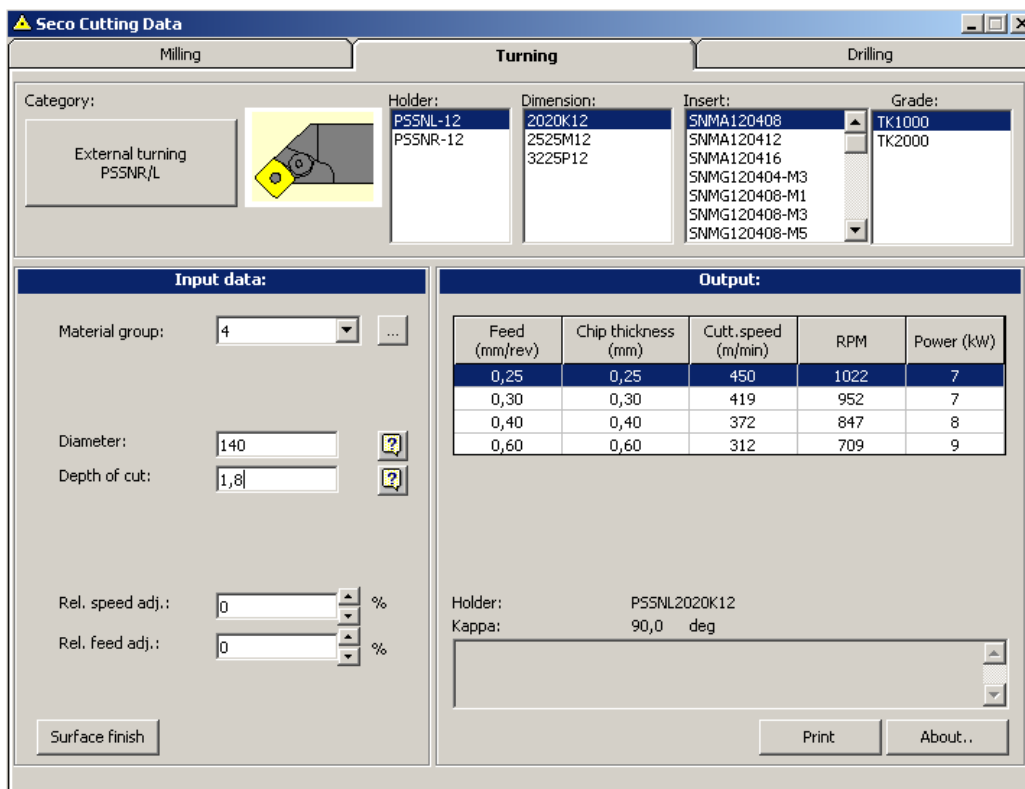 Seco Cutting Data
Milling
Turning
Drilling
Category:
External turning
PSSNR/L
Holder:
PSSNL-12
PSSNR-12
Dimension:
2020K12
2525M12
3225P12
Insert:
SNMA120408
SNMA120412
SNMA120416
SNMG120404-M3
SNMG120408-M1
SNMG120408-M3
SNMG120408-M5
Grade:
TK1000
TK2000
Input data:
Material group:
4
...
Diameter:
140
?
Depth of cut:
1,8
?
Rel. speed adj.:
0
%
Rel. feed adj.:
0
%
Surface finish
Output:
Feed (mm/rev) Chip thickness (mm) Cutt.speed (m/min) RPM Power (kW)
0,25 0,25 450 1022 7
0,30 0,30 419 952 7
0,40 0,40 372 847 8
0,60 0,60 312 709 9
Holder: PSSNL2020K12
Kappa: 90,0 deg
Print
About..